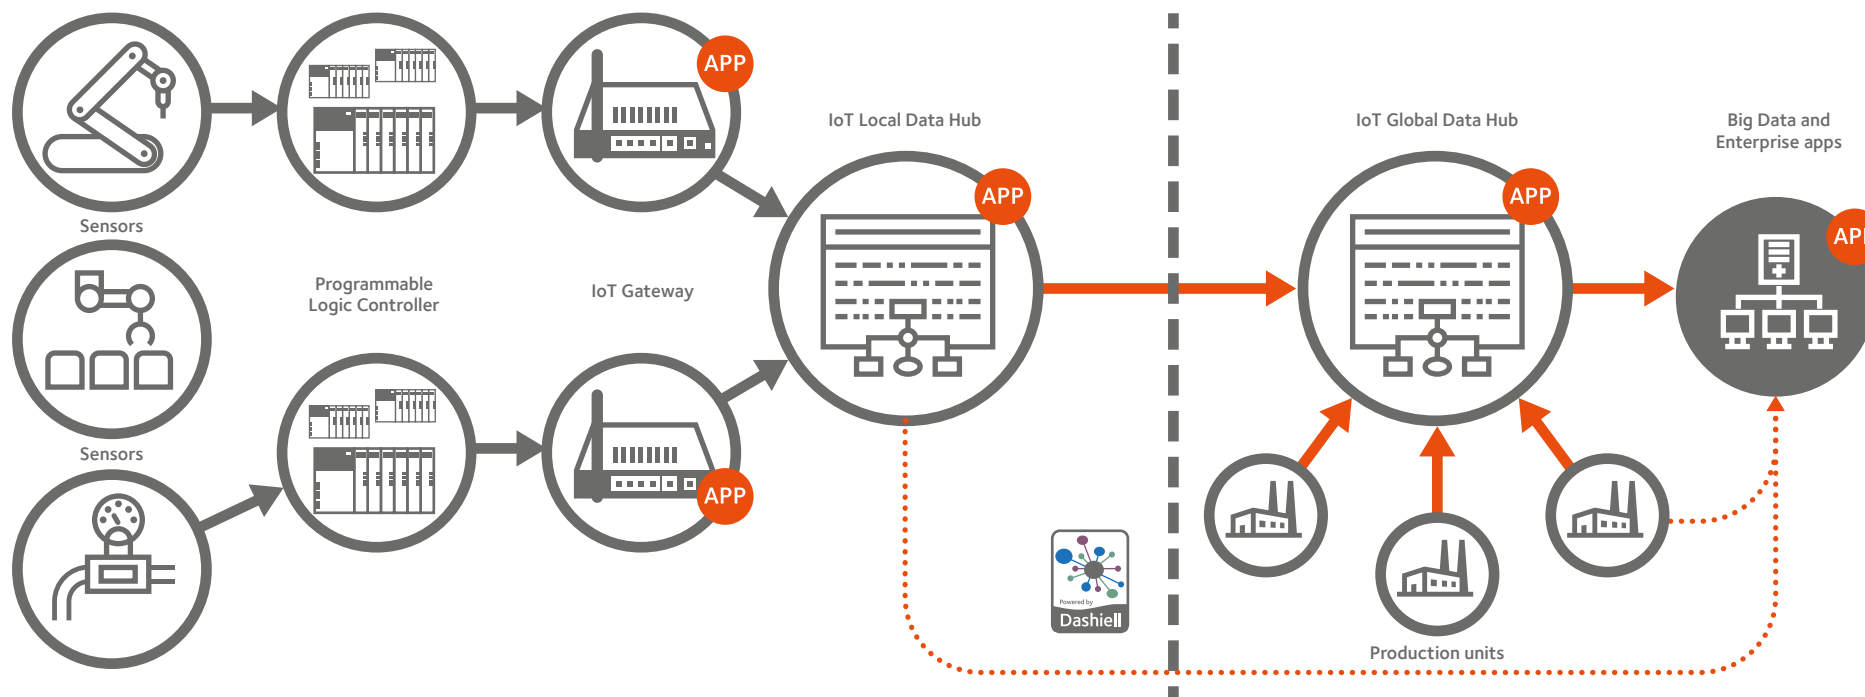 APP
IoT Local Data Hub
IoT Global Data Hub
Big Data and
Enterprise apps
APP
APP
Sensors
APP
Programmable
Logic Controller
IoT Gateway
Sensors
APP
Powered by
Dashiell
Production units